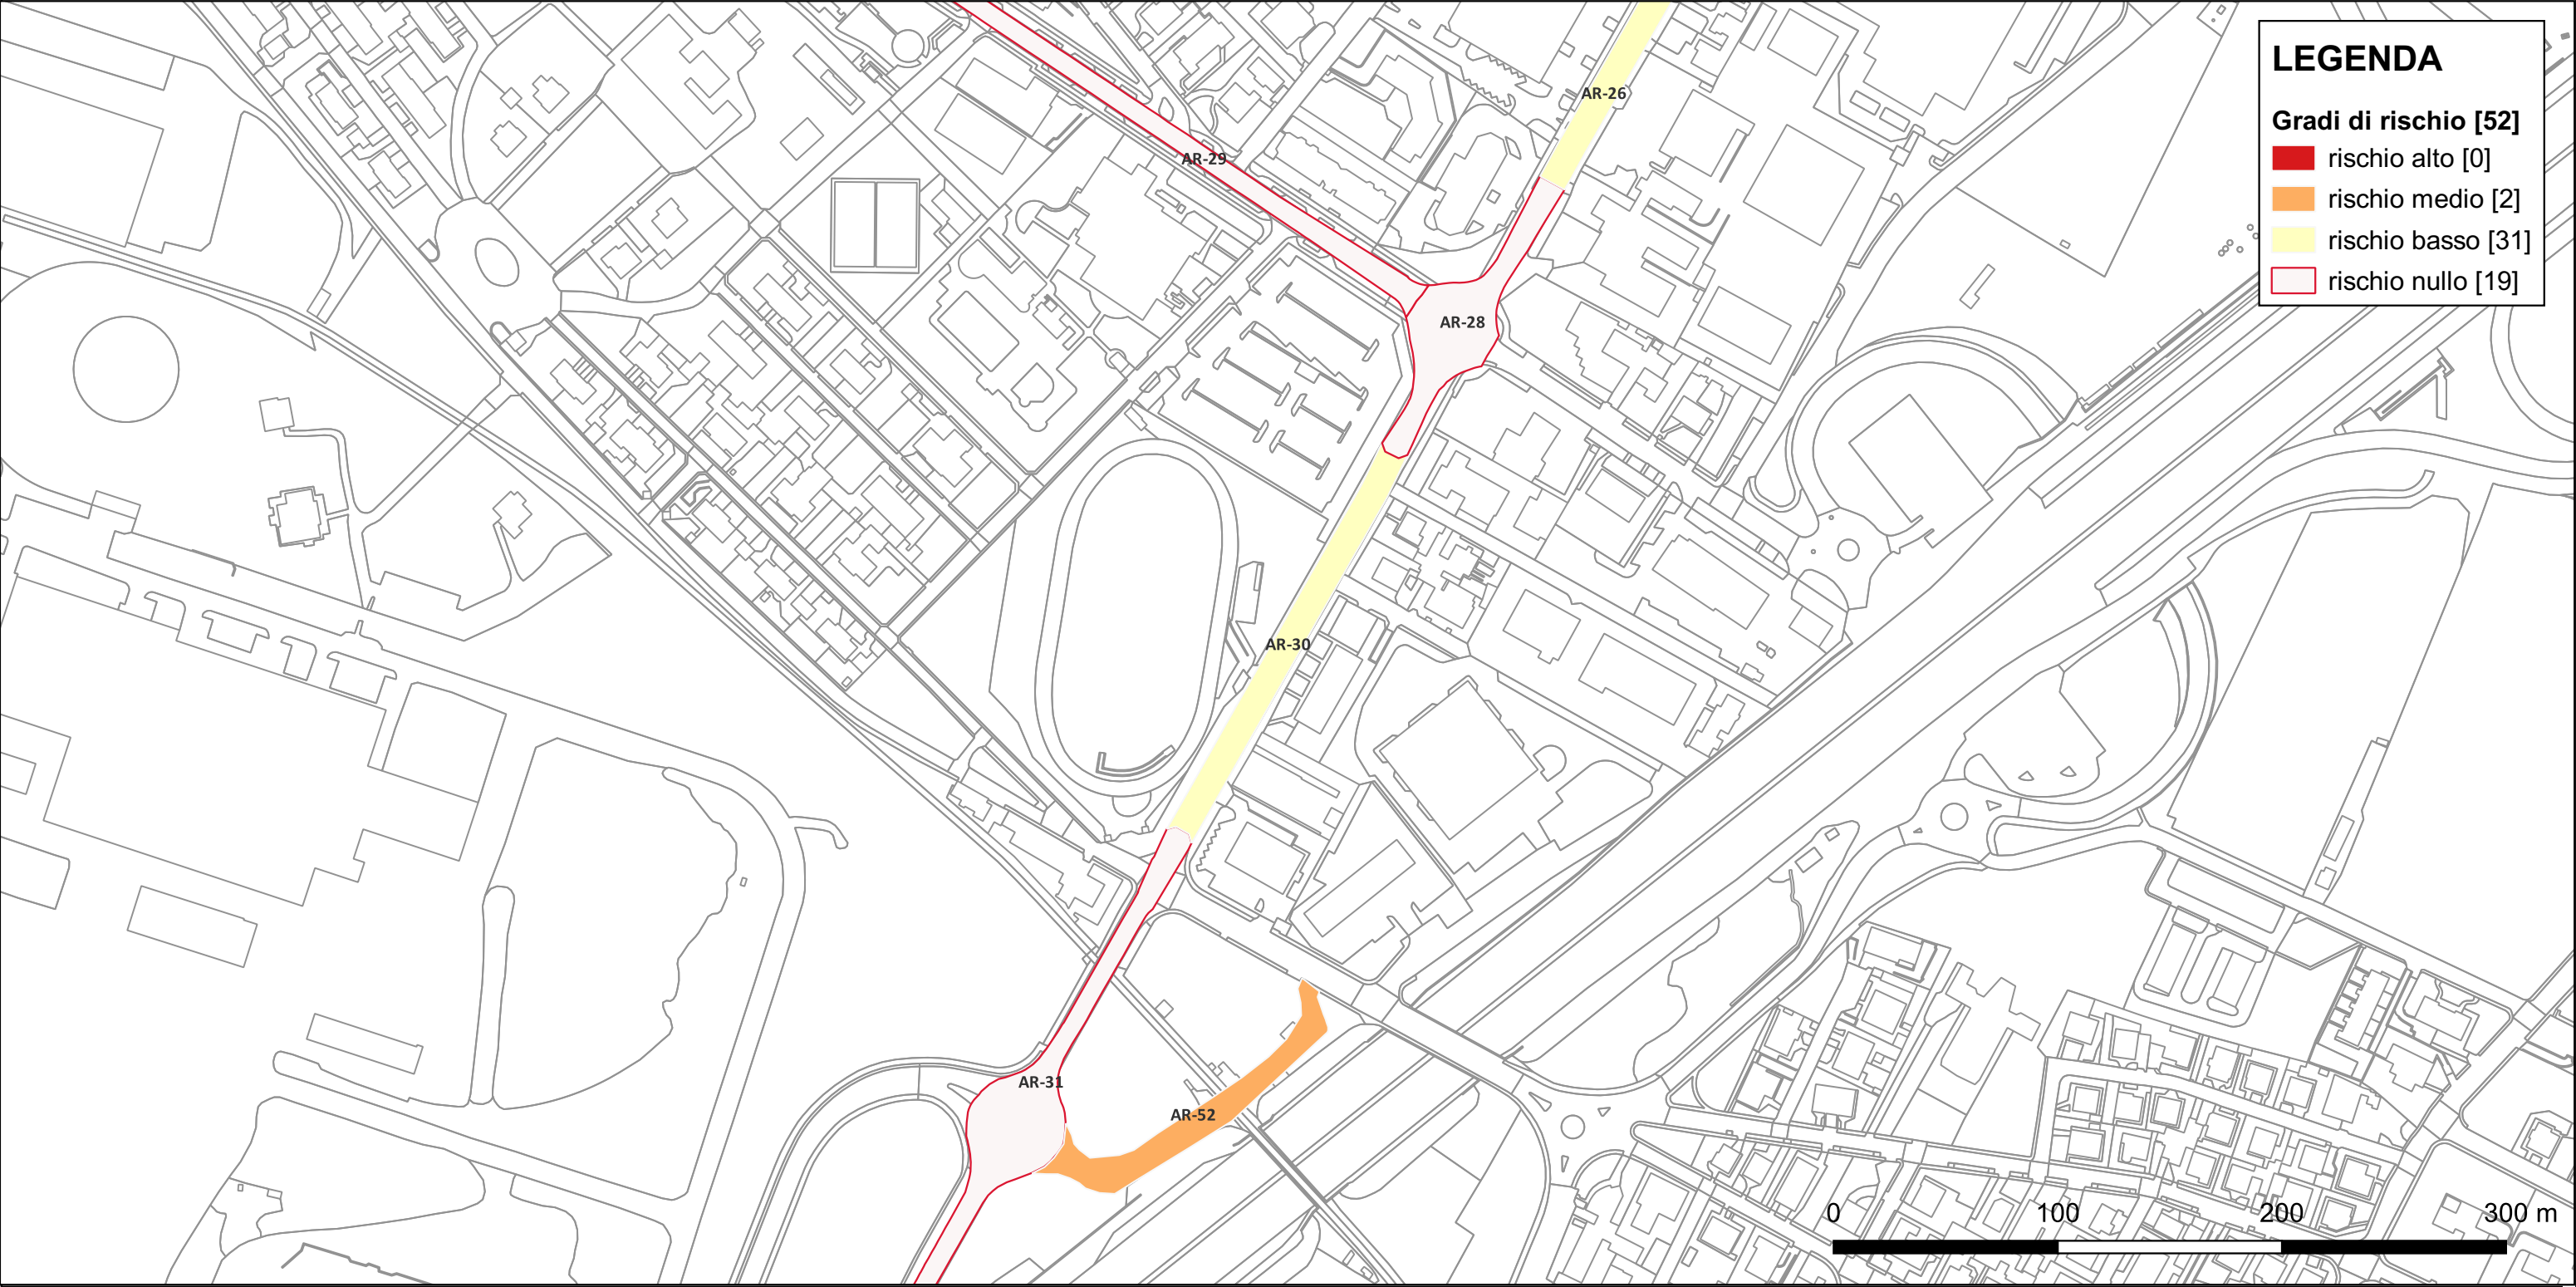 LEGENDA
Gradi di rischio [52]
rischio alto [0]
rischio medio [2]
rischio basso [31]
rischio nullo [19]
AR-26
AR-29
AR-28
AR-30
AR-31
AR-52
0 100 200 300 m